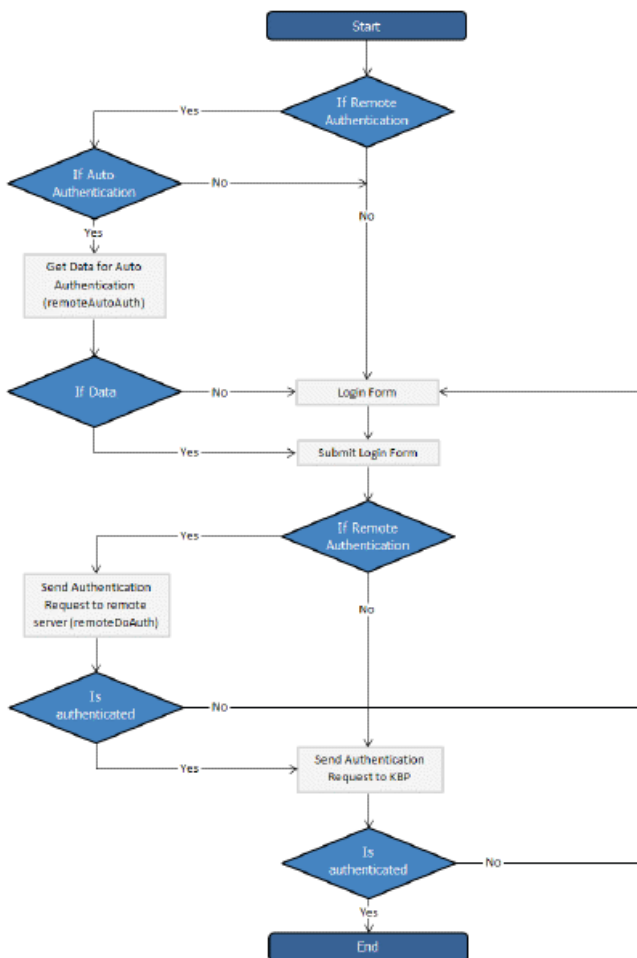 Start
If Remote
Authentication
Yes
If Auto
Authentication
No
No
Yes
Get Data for Auto
Authentication
(remoteAutoAuth)
If Data
No
Login Form
Yes
Submit Login Form
If Remote
Authentication
Yes
Send Authentication
Request to remote
server (remoteDoAuth)
No
Is
authenticated
No
Yes
Send Authentication
Request to KBP
Is
authenticated
No
Yes
End